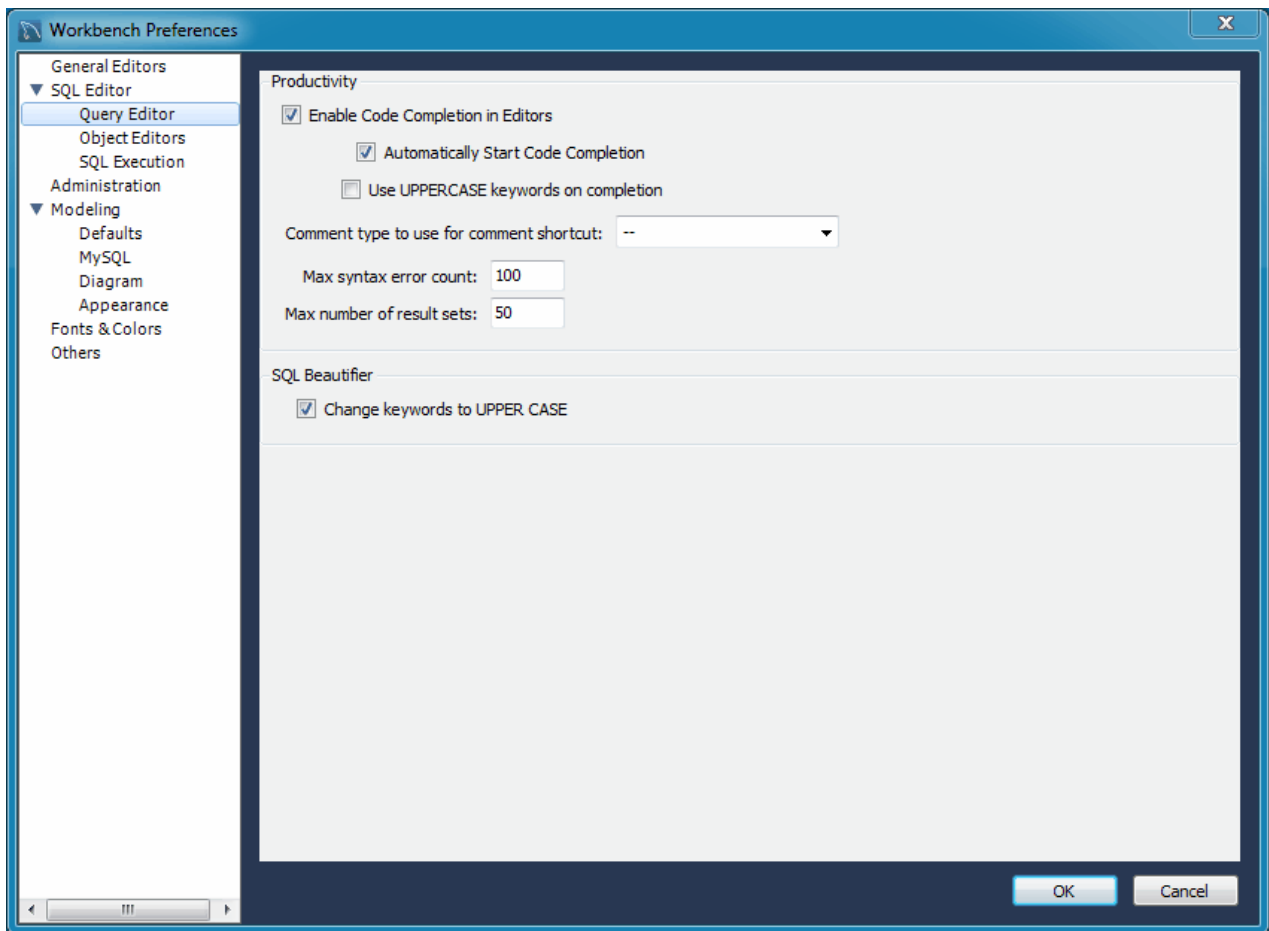 Workbench Preferences
General Editors
SQL Editor
Query Editor
Object Editors
SQL Execution
Administration
Modeling
Defaults
MySQL
Diagram
Appearance
Fonts & Colors
Others
Productivity
Enable Code Completion in Editors
Automatically Start Code Completion
Use UPPERCASE keywords on completion
Comment type to use for comment shortcut: --
Max syntax error count: 100
Max number of result sets: 50
SQL Beautifier
Change keywords to UPPER CASE
OK Cancel